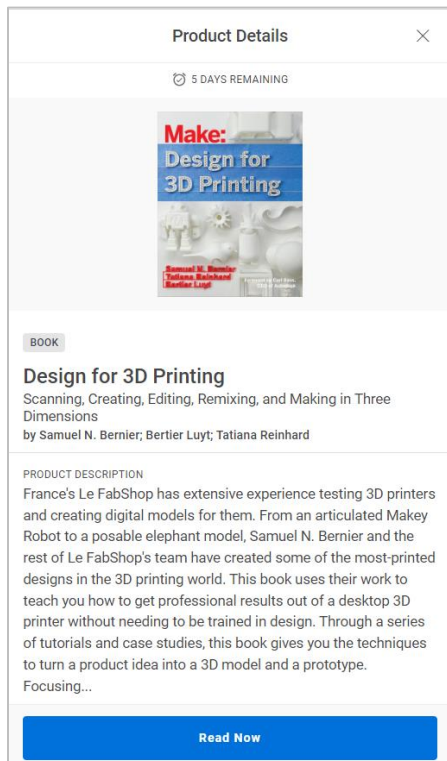 Product Details
5 DAYS REMAINING
Make:
Design for
3D Printing
Samuel N. Bernier
Tatiana Reinhard
Bertier Luyt
BOOK
Design for 3D Printing
Scanning, Creating, Editing, Remixing, and Making in Three
Dimensions
by Samuel N. Bernier; Bertier Luyt; Tatiana Reinhard
PRODUCT DESCRIPTION
France's Le FabShop has extensive experience testing 3D printers
and creating digital models for them. From an articulated Makey
Robot to a posable elephant model, Samuel N. Bernier and the
rest of Le FabShop's team have created some of the most-printed
designs in the 3D printing world. This book uses their work to
teach you how to get professional results out of a desktop 3D
printer without needing to be trained in design. Through a series
of tutorials and case studies, this book gives you the techniques
to turn a product idea into a 3D model and a prototype.
Focusing...
Read Now